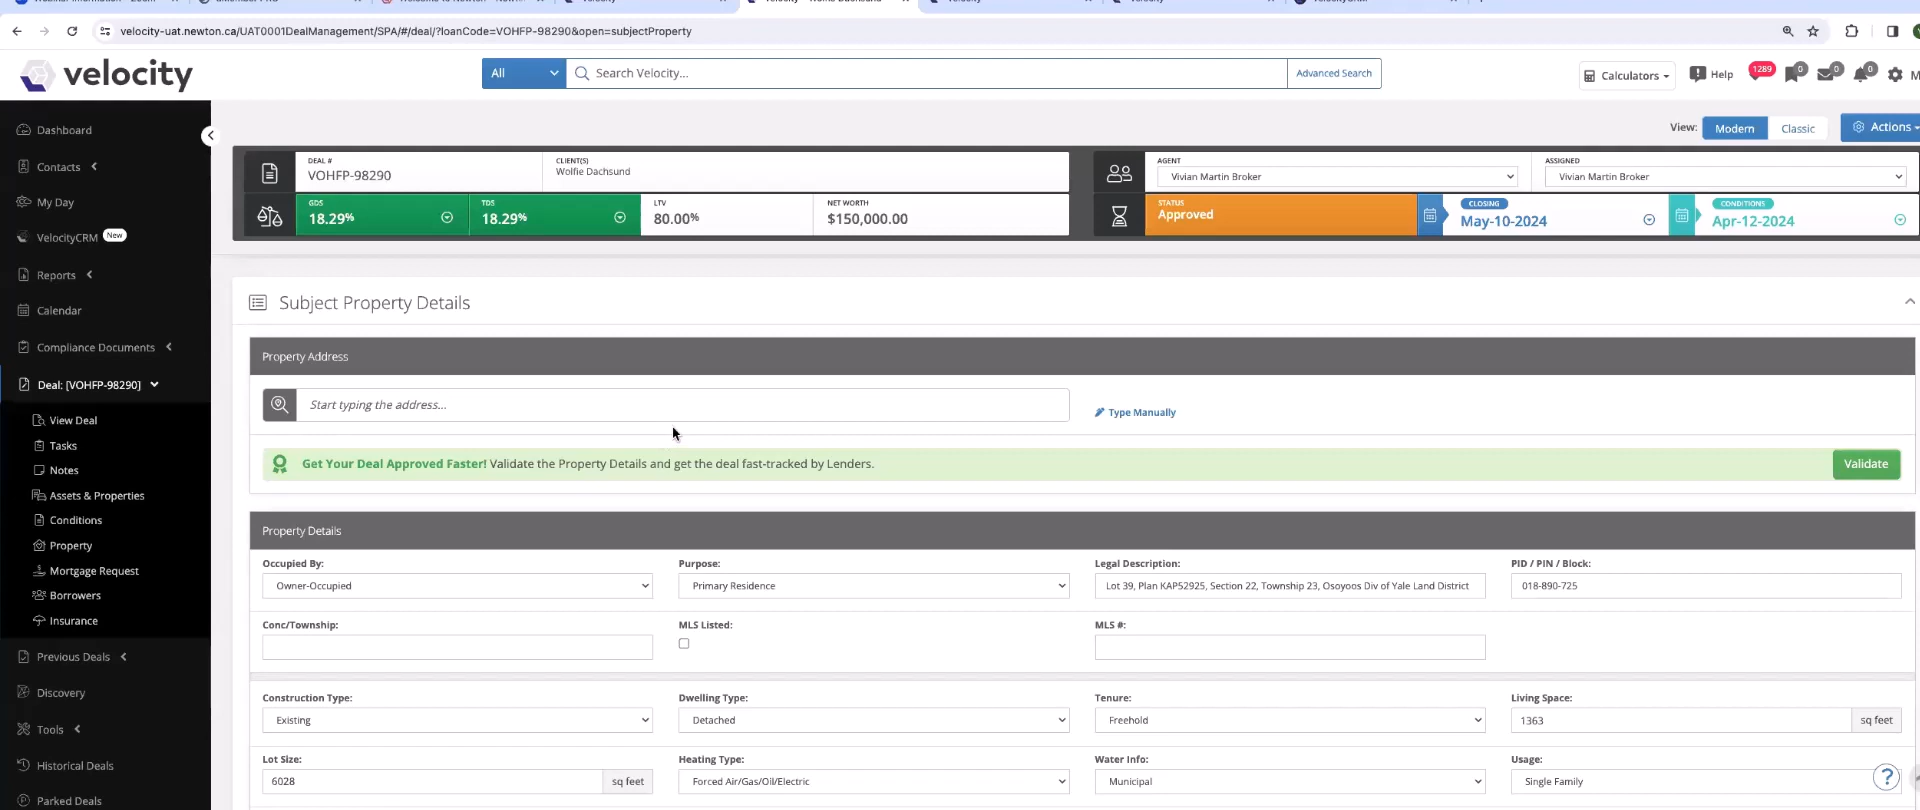 velocity-uat.newton.ca/UAT0001DealManagement/SPA/#/deal/?loanCode=VOHFP-98290&open=subjectProperty
velocity
All
Search Velocity...
Advanced Search
Calculators
Help
1289
0
0
0
Dashboard
Contacts
My Day
VelocityCRM New
Reports
Calendar
Compliance Documents
Deal: [VOHFP-98290]
View Deal
Tasks
Notes
Assets & Properties
Conditions
Property
Mortgage Request
Borrowers
Insurance
Previous Deals
Discovery
Tools
Historical Deals
Parked Deals
View: Modern Classic
Actions
DEAL #
VOHFP-98290
CLIENT(S)
Wolfie Dachsund
AGENT
Vivian Martin Broker
ASSIGNED
Vivian Martin Broker
GDS
18.29%
TDS
18.29%
LTV
80.00%
NET WORTH
$150,000.00
STATUS
Approved
CLOSING
May-10-2024
CONDITIONS
Apr-12-2024
Subject Property Details
Property Address
Start typing the address...
Type Manually
Get Your Deal Approved Faster! Validate the Property Details and get the deal fast-tracked by Lenders.
Validate
Property Details
Occupied By:
Owner-Occupied
Purpose:
Primary Residence
Legal Description:
Lot 39, Plan KAP52925, Section 22, Township 23, Osoyoos Div of Yale Land District
PID / PIN / Block:
018-890-725
Conc/Township:
MLS Listed:
MLS #:
Construction Type:
Existing
Dwelling Type:
Detached
Tenure:
Freehold
Living Space:
1363 sq feet
Lot Size:
6028 sq feet
Heating Type:
Forced Air/Gas/Oil/Electric
Water Info:
Municipal
Usage:
Single Family
?